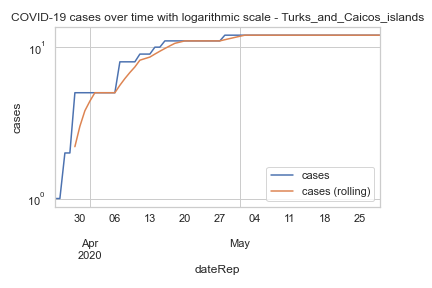 COVID-19 cases over time with logarithmic scale - Turks_and_Caicos_islands
10¹
10⁰
cases
cases
cases (rolling)
30 06 13 20 27 04 11 18 25
Apr May
2020
dateRep